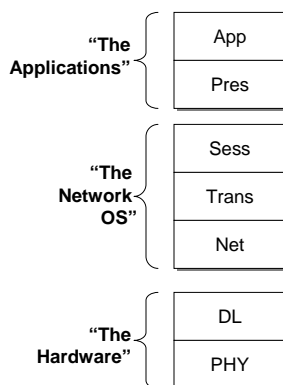 “The
Applications”
App
Pres
“The
Network
OS”
Sess
Trans
Net
“The
Hardware”
DL
PHY